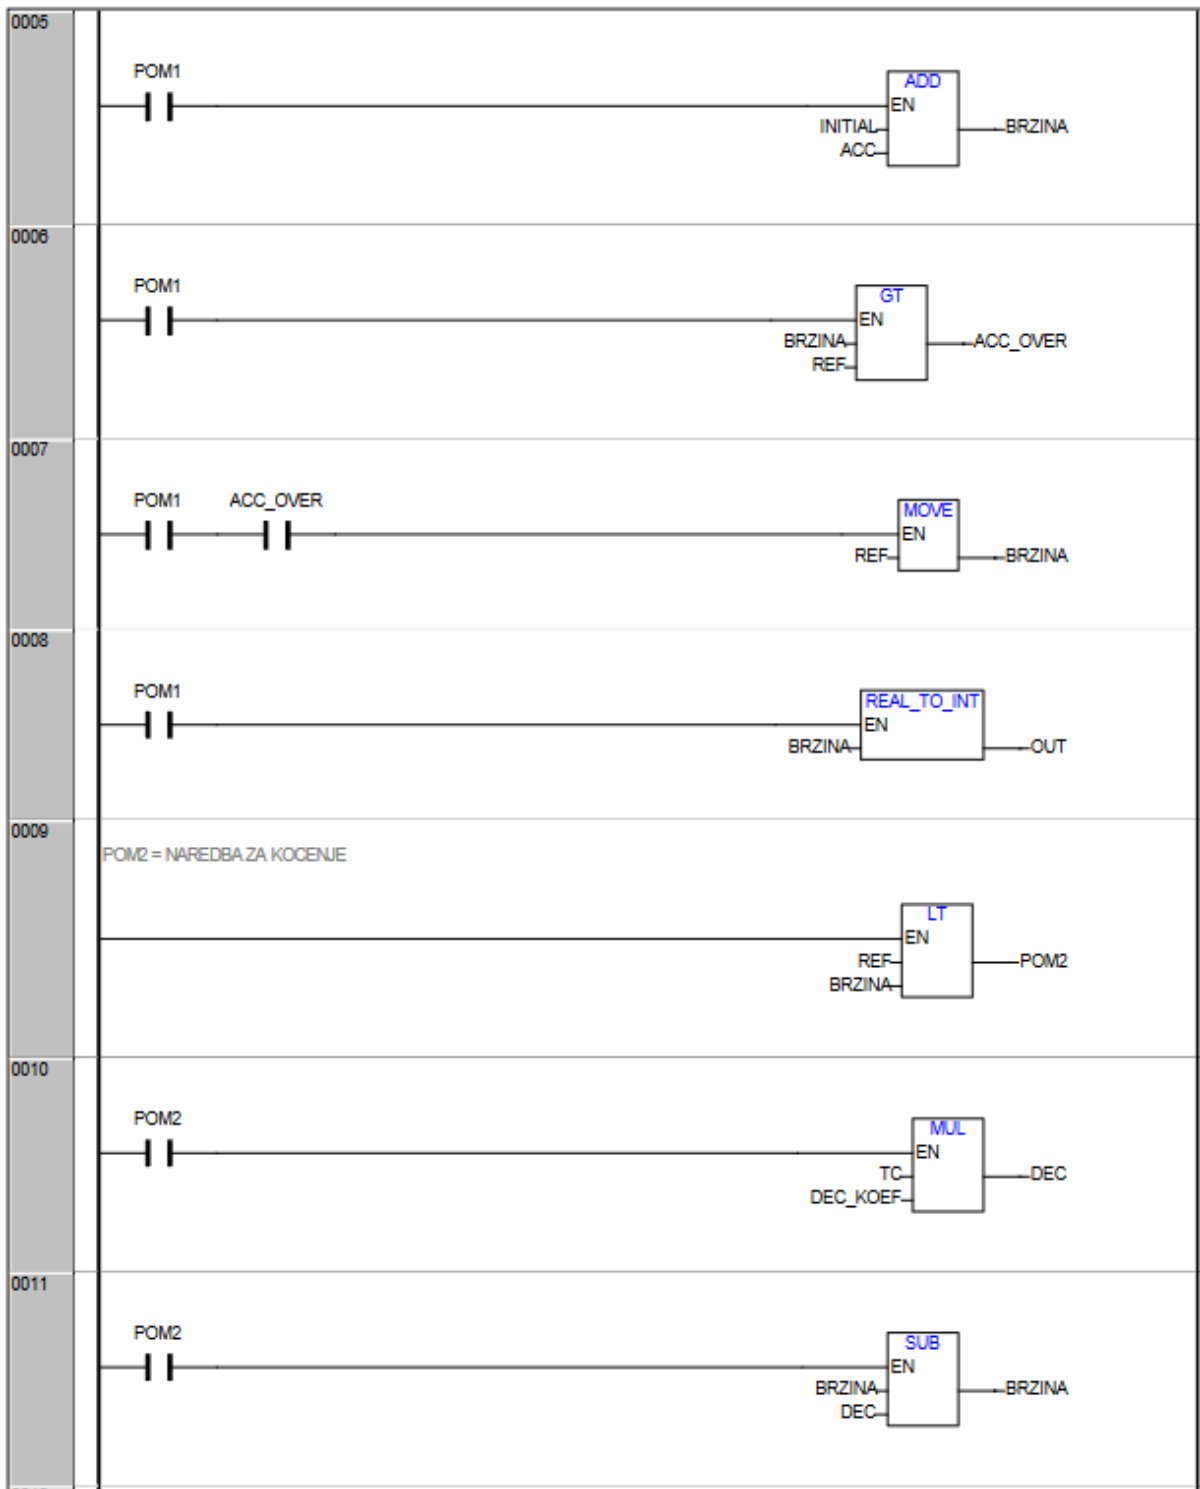 0005
POM1
ADD
EN
INITIAL
BRZINA
ACC
0006
POM1
GT
EN
BRZINA
ACC_OVER
REF
0007
POM1 ACC_OVER
MOVE
EN
REF
BRZINA
0008
POM1
REAL_TO_INT
EN
BRZINA
OUT
0009
POM2 = NAREDBA ZA KOCENJE
LT
EN
REF
POM2
BRZINA
0010
POM2
MUL
EN
TC
DEC
DEC_KOEF
0011
POM2
SUB
EN
BRZINA
BRZINA
DEC